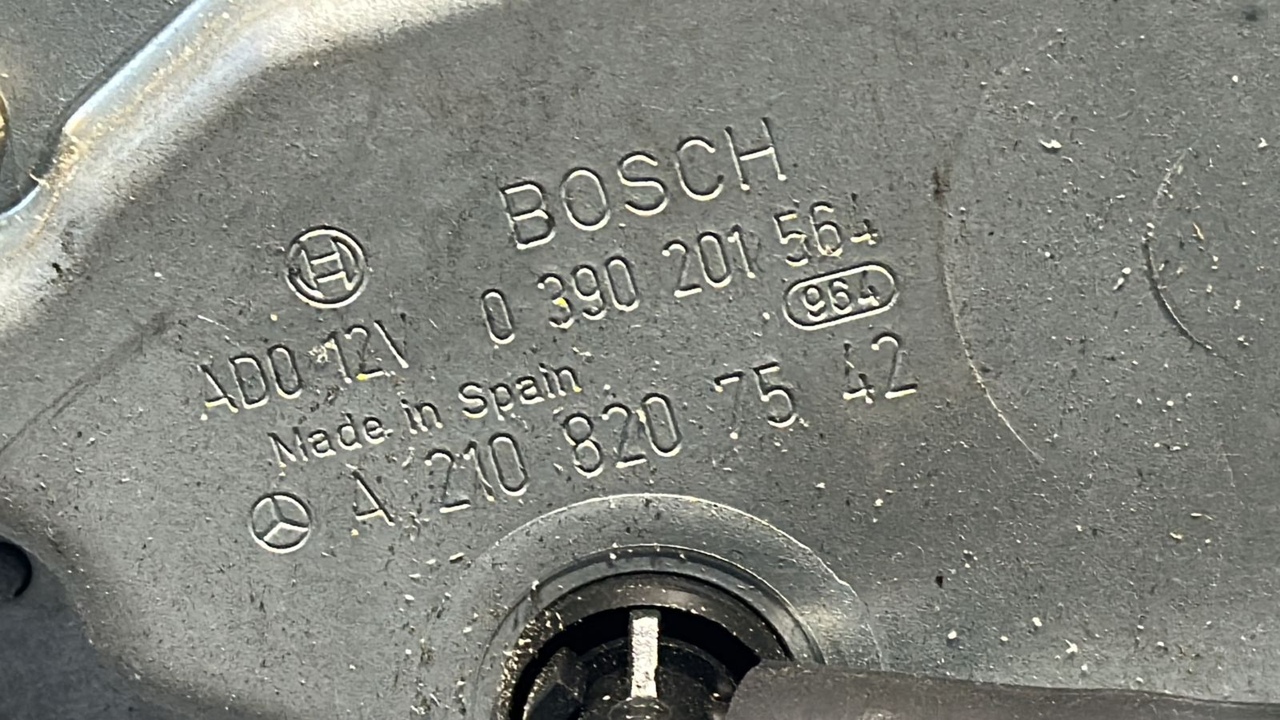 BOSCH
0 390 201 564
964
ADO 12V
Made in Spain
A 210 820 75 42